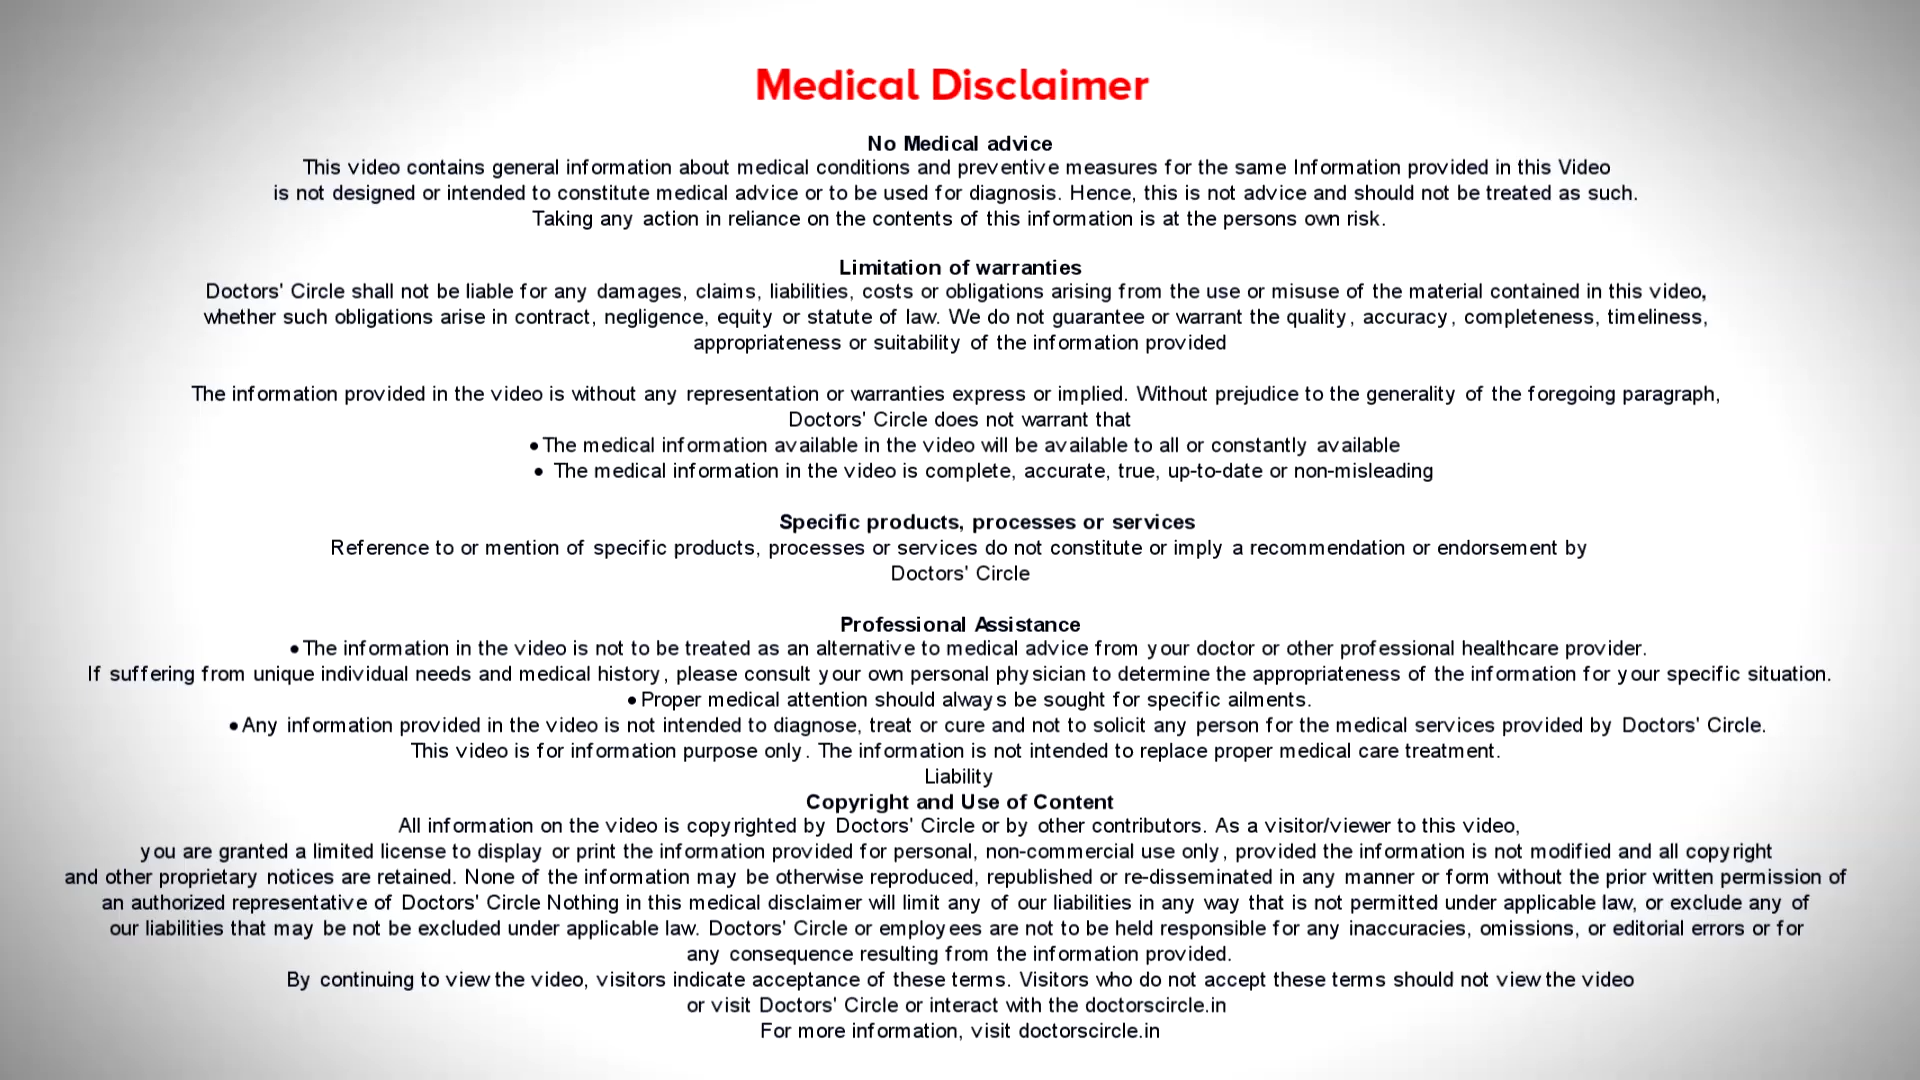 Medical Disclaimer
No Medical advice
This video contains general information about medical conditions and preventive measures for the same Information provided in this Video
is not designed or intended to constitute medical advice or to be used for diagnosis. Hence, this is not advice and should not be treated as such.
Taking any action in reliance on the contents of this information is at the persons own risk.
Limitation of warranties
Doctors' Circle shall not be liable for any damages, claims, liabilities, costs or obligations arising from the use or misuse of the material contained in this video,
whether such obligations arise in contract, negligence, equity or statute of law. We do not guarantee or warrant the quality, accuracy, completeness, timeliness,
appropriateness or suitability of the information provided
The information provided in the video is without any representation or warranties express or implied. Without prejudice to the generality of the foregoing paragraph,
Doctors' Circle does not warrant that
• The medical information available in the video will be available to all or constantly available
• The medical information in the video is complete, accurate, true, up-to-date or non-misleading
Specific products, processes or services
Reference to or mention of specific products, processes or services do not constitute or imply a recommendation or endorsement by
Doctors' Circle
Professional Assistance
• The information in the video is not to be treated as an alternative to medical advice from your doctor or other professional healthcare provider.
If suffering from unique individual needs and medical history, please consult your own personal physician to determine the appropriateness of the information for your specific situation.
• Proper medical attention should always be sought for specific ailments.
• Any information provided in the video is not intended to diagnose, treat or cure and not to solicit any person for the medical services provided by Doctors' Circle.
This video is for information purpose only. The information is not intended to replace proper medical care treatment.
Liability
Copyright and Use of Content
All information on the video is copyrighted by Doctors' Circle or by other contributors. As a visitor/viewer to this video,
you are granted a limited license to display or print the information provided for personal, non-commercial use only, provided the information is not modified and all copyright
and other proprietary notices are retained. None of the information may be otherwise reproduced, republished or re-disseminated in any manner or form without the prior written permission of
an authorized representative of Doctors' Circle Nothing in this medical disclaimer will limit any of our liabilities in any way that is not permitted under applicable law, or exclude any of
our liabilities that may be not be excluded under applicable law. Doctors' Circle or employees are not to be held responsible for any inaccuracies, omissions, or editorial errors or for
any consequence resulting from the information provided.
By continuing to view the video, visitors indicate acceptance of these terms. Visitors who do not accept these terms should not view the video
or visit Doctors' Circle or interact with the doctorscircle.in
For more information, visit doctorscircle.in